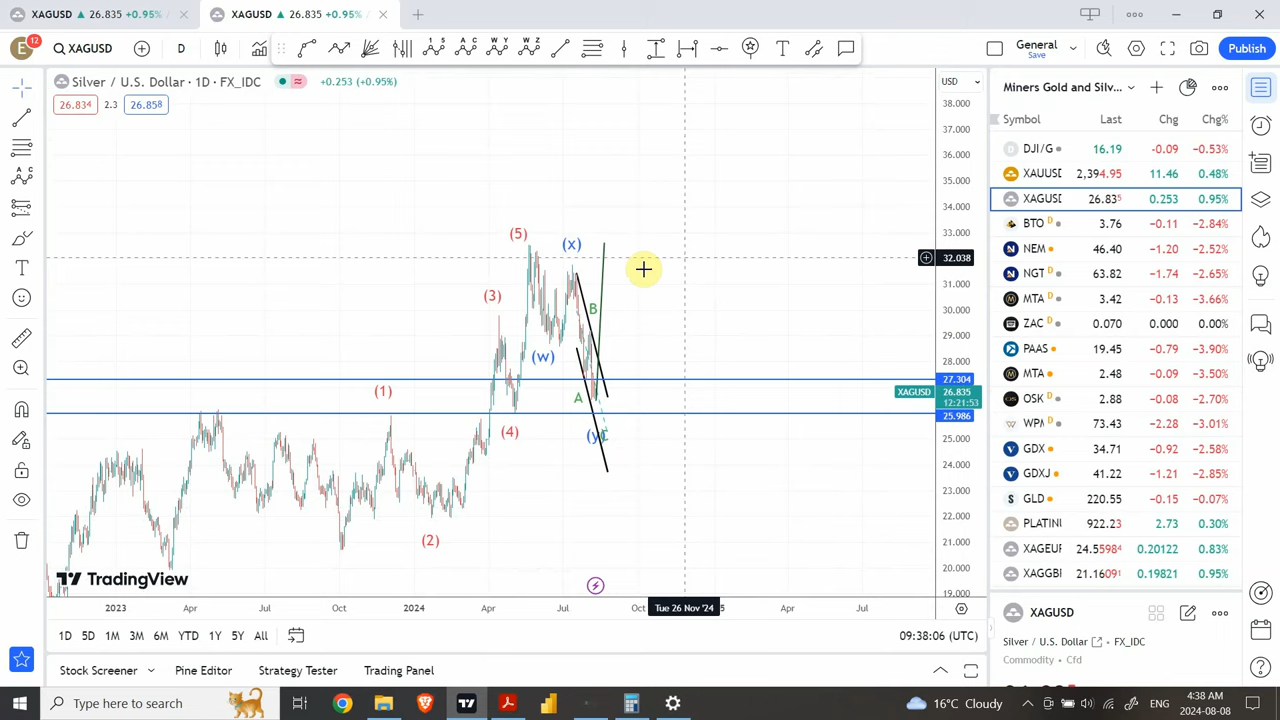 XAGUSD ▲ 26.835 +0.95%
XAGUSD ▲ 26.835 +0.95%
E 12
XAGUSD
D
General
Save
Publish
Silver / U.S. Dollar · 1D · FX_IDC
+0.253 (+0.95%)
26.834
2.3
26.858
USD
38.000
37.000
36.000
35.000
34.000
33.000
32.038
31.000
30.000
29.000
28.000
27.304
XAGUSD 26.835
12:21:53
25.986
25.000
24.000
23.000
22.000
21.000
20.000
19.000
(5)
(x)
(3)
B
(w)
(1)
A
(4)
(y)
(2)
TradingView
2023
Apr
Jul
Oct
2024
Apr
Jul
Oct
Tue 26 Nov '24
5
Apr
Jul
1D 5D 1M 3M 6M YTD 1Y 5Y All
09:38:06 (UTC)
Stock Screener
Pine Editor
Strategy Tester
Trading Panel
Miners Gold and Silv...
Symbol Last Chg Chg%
DJI/G 16.19 -0.09 -0.53%
XAUUSD 2,394.95 11.46 0.48%
XAGUSD 26.835 0.253 0.95%
BTO D 3.76 -0.11 -2.84%
NEM 46.40 -1.20 -2.52%
NGT D 63.82 -1.74 -2.65%
MTA D 3.42 -0.13 -3.66%
ZAC D 0.070 0.000 0.00%
PAAS 19.45 -0.79 -3.90%
MTA 2.48 -0.09 -3.50%
OSK D 2.88 -0.08 -2.70%
WPM D 73.43 -2.28 -3.01%
GDX 34.71 -0.92 -2.58%
GDXJ 41.22 -1.21 -2.85%
GLD 220.55 -0.15 -0.07%
PLATINU 922.23 2.73 0.30%
XAGEUR 24.5598 0.20122 0.83%
XAGGBP 21.1609 0.19821 0.95%
XAGUSD
Silver / U.S. Dollar
FX_IDC
Commodity · Cfd
Type here to search
16°C Cloudy
ENG
4:38 AM
2024-08-08